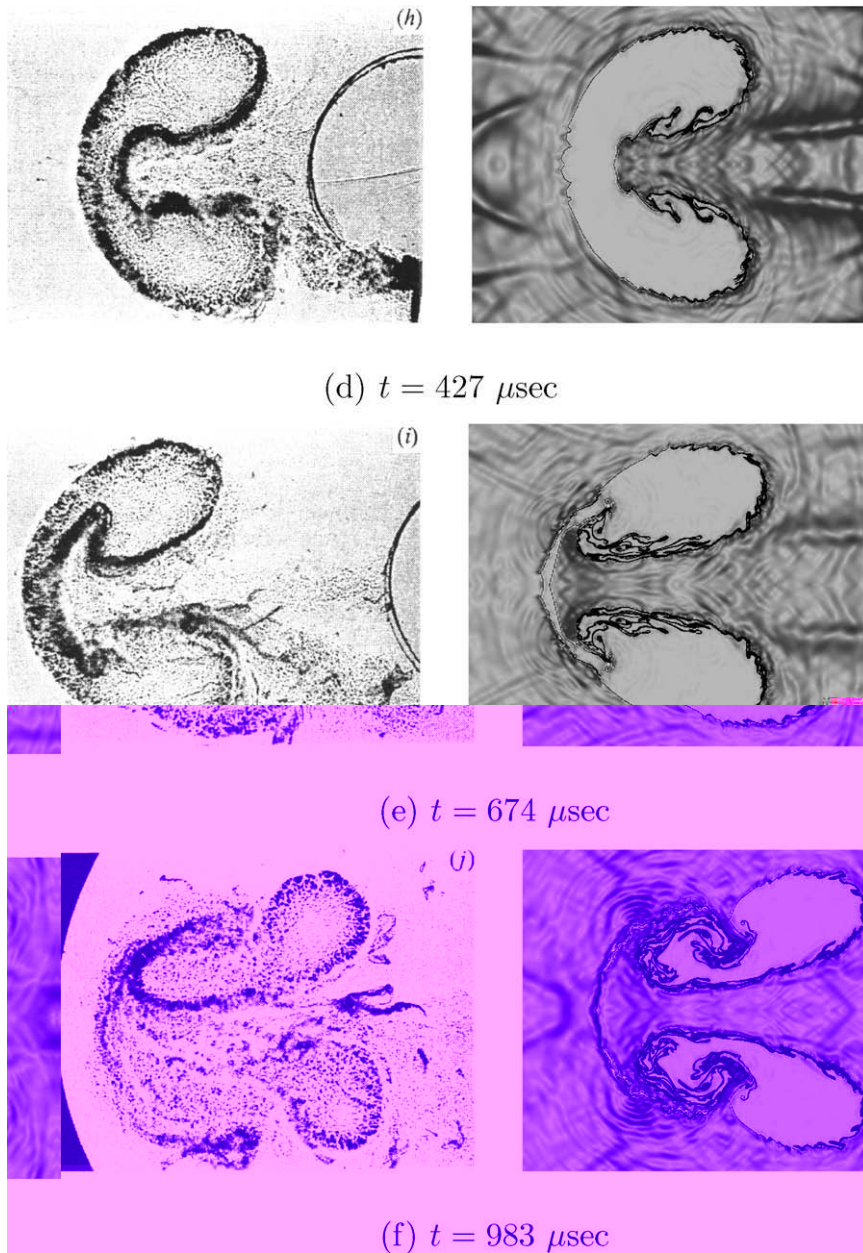 (h)
(d) t = 427 μsec
(i)
(e) t = 674 μsec
(j)
(f) t = 983 μsec